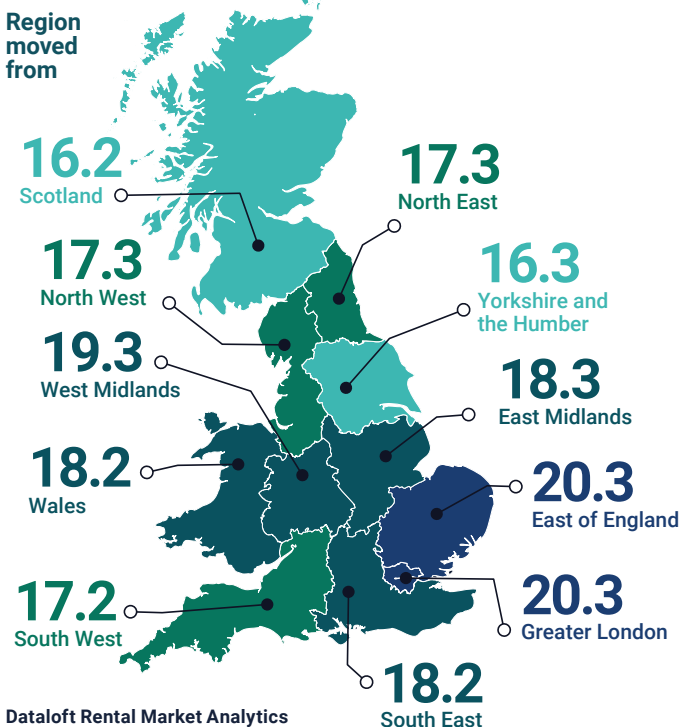 Region
moved
from
16.2
Scotland
17.3
North East
17.3
North West
16.3
Yorkshire and
the Humber
19.3
West Midlands
18.3
East Midlands
18.2
Wales
20.3
East of England
17.2
South West
20.3
Greater London
18.2
South East
Dataloft Rental Market Analytics